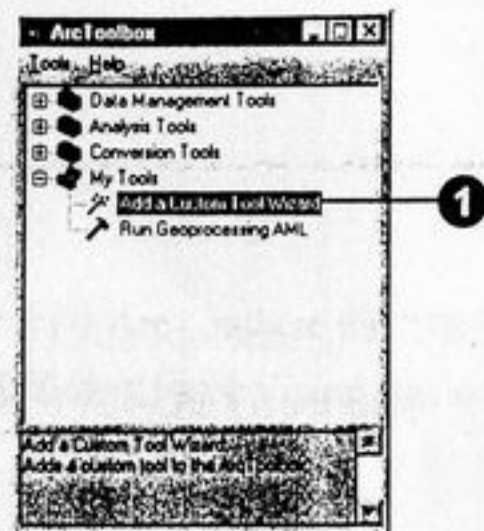 ArcToolbox
Tools Help
Data Management Tools
Analysis Tools
Conversion Tools
My Tools
Add a Custom Tool Wizard
1
Run Geoprocessing AML
Add a Custom Tool Wizard
Adds a custom tool to the ArcToolbox